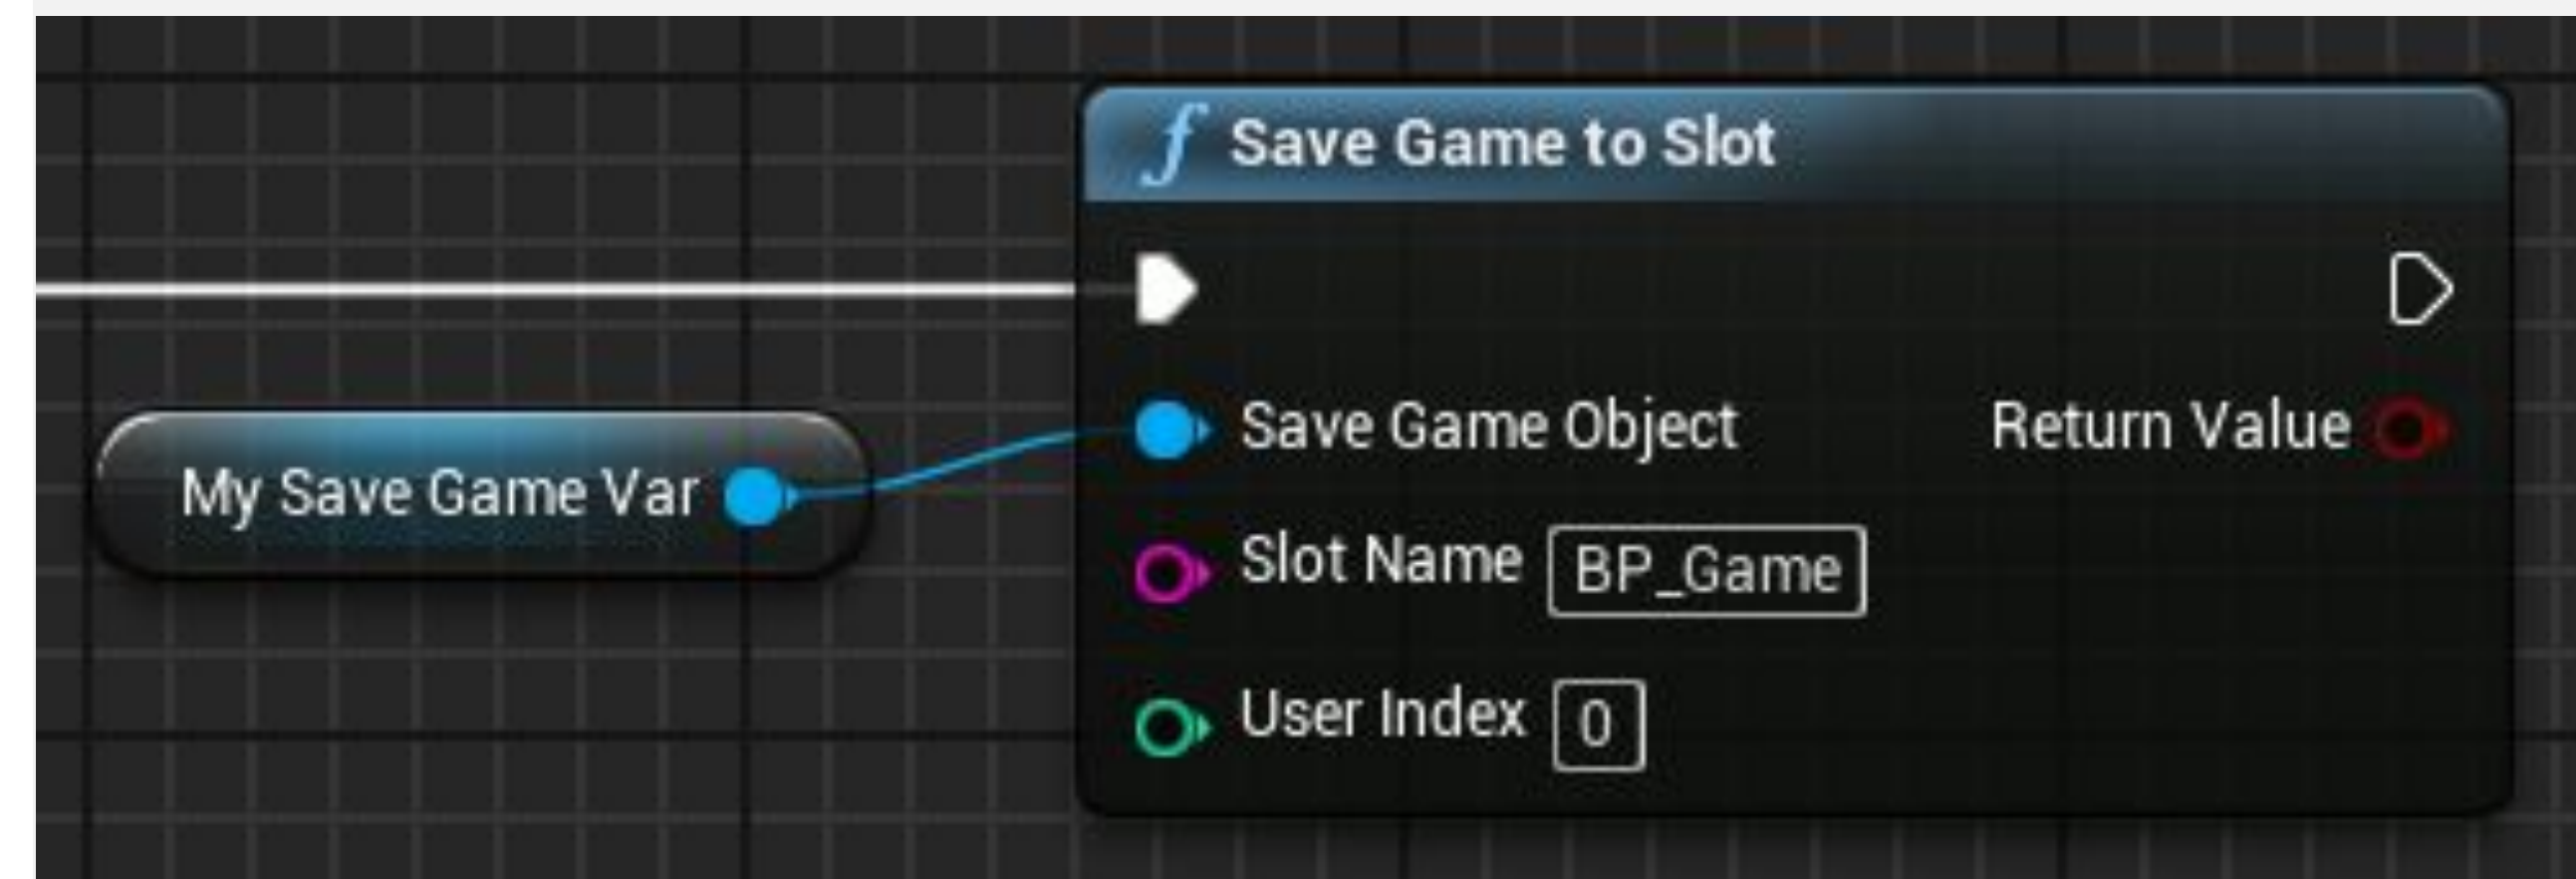 f Save Game to Slot
Save Game Object
Return Value
My Save Game Var
Slot Name BP_Game
User Index 0